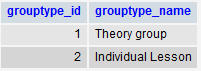 grouptype_id grouptype_name
1 Theory group
2 Individual Lesson